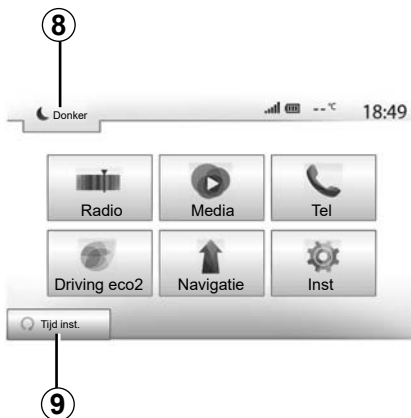 8
Donker
--°C 18:49
Radio Media Tel
Driving eco2 Navigatie Inst
Tijd inst.
9